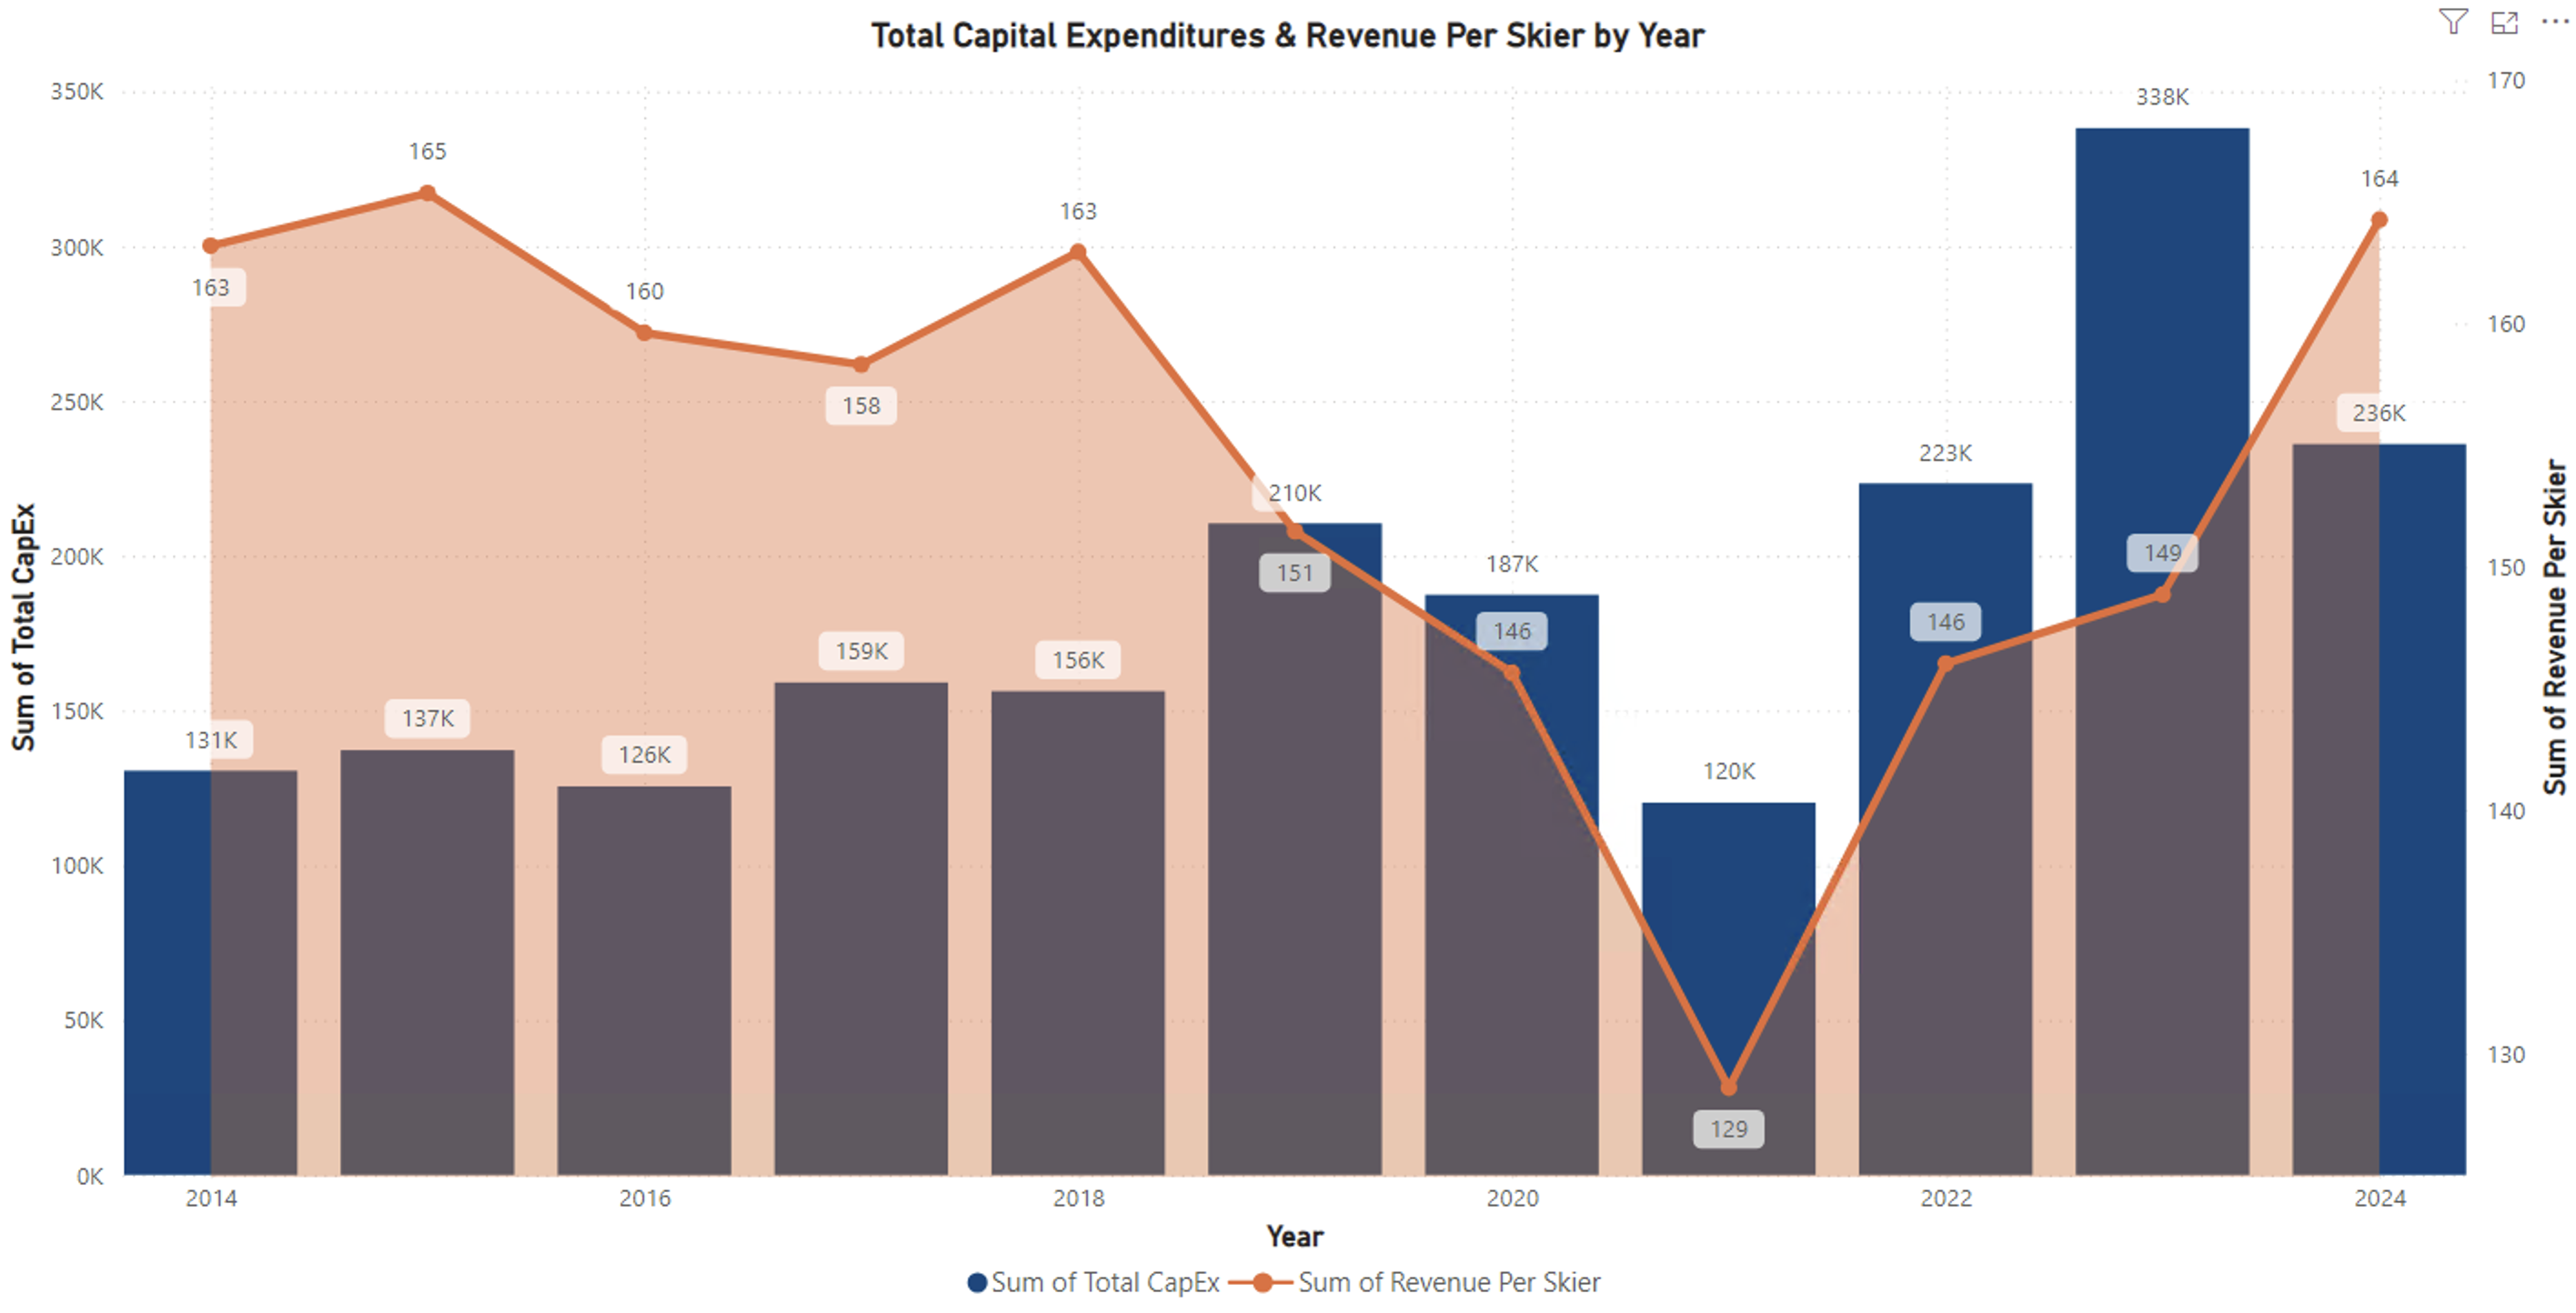 Total Capital Expenditures & Revenue Per Skier by Year
350K
300K
250K
200K
150K
100K
50K
0K
Sum of Total CapEx
170
160
150
140
130
Sum of Revenue Per Skier
163
165
160
158
163
151
146
129
146
149
164
131K
137K
126K
159K
156K
210K
187K
120K
223K
338K
236K
2014
2016
2018
2020
2022
2024
Year
Sum of Total CapEx
Sum of Revenue Per Skier